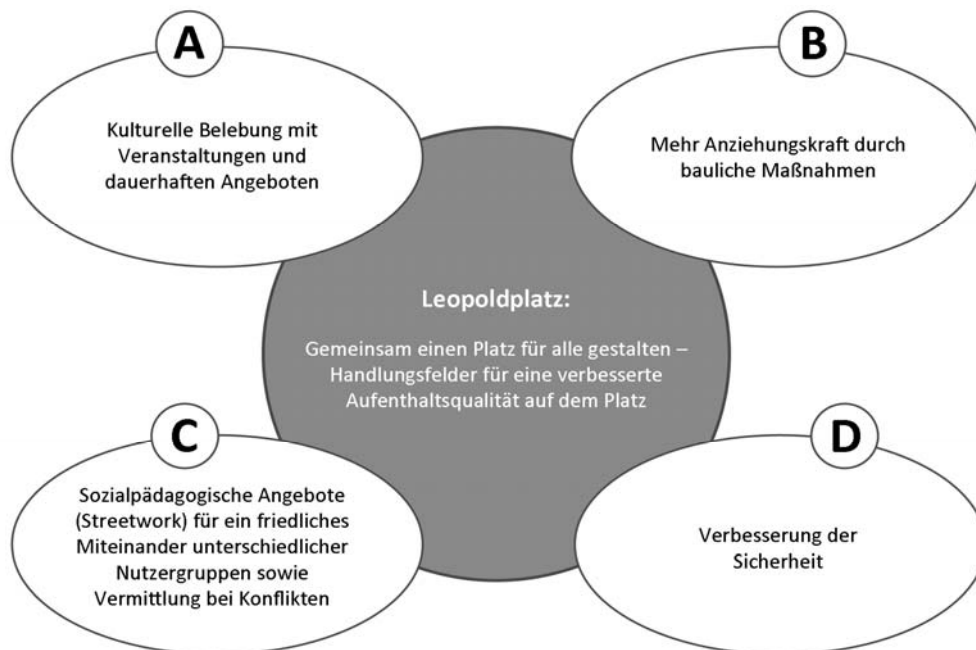 A
Kulturelle Belebung mit
Veranstaltungen und
dauerhaften Angeboten
B
Mehr Anziehungskraft durch
bauliche Maßnahmen
Leopoldplatz:
Gemeinsam einen Platz für alle gestalten –
Handlungsfelder für eine verbesserte
Aufenthaltsqualität auf dem Platz
C
Sozialpädagogische Angebote
(Streetwork) für ein friedliches
Miteinander unterschiedlicher
Nutzergruppen sowie
Vermittlung bei Konflikten
D
Verbesserung der
Sicherheit